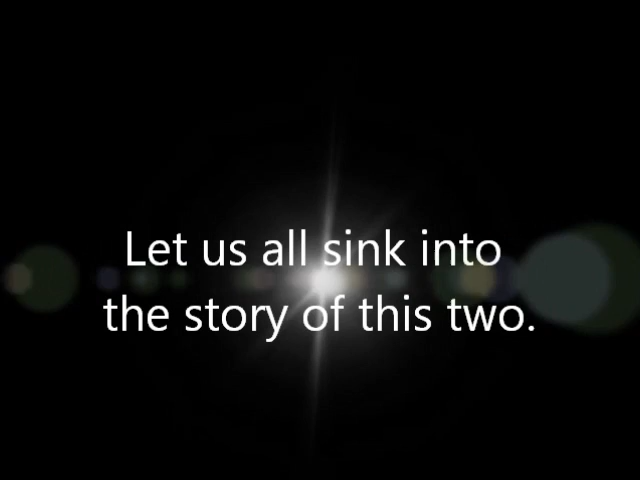 Let us all sink into
the story of this two.